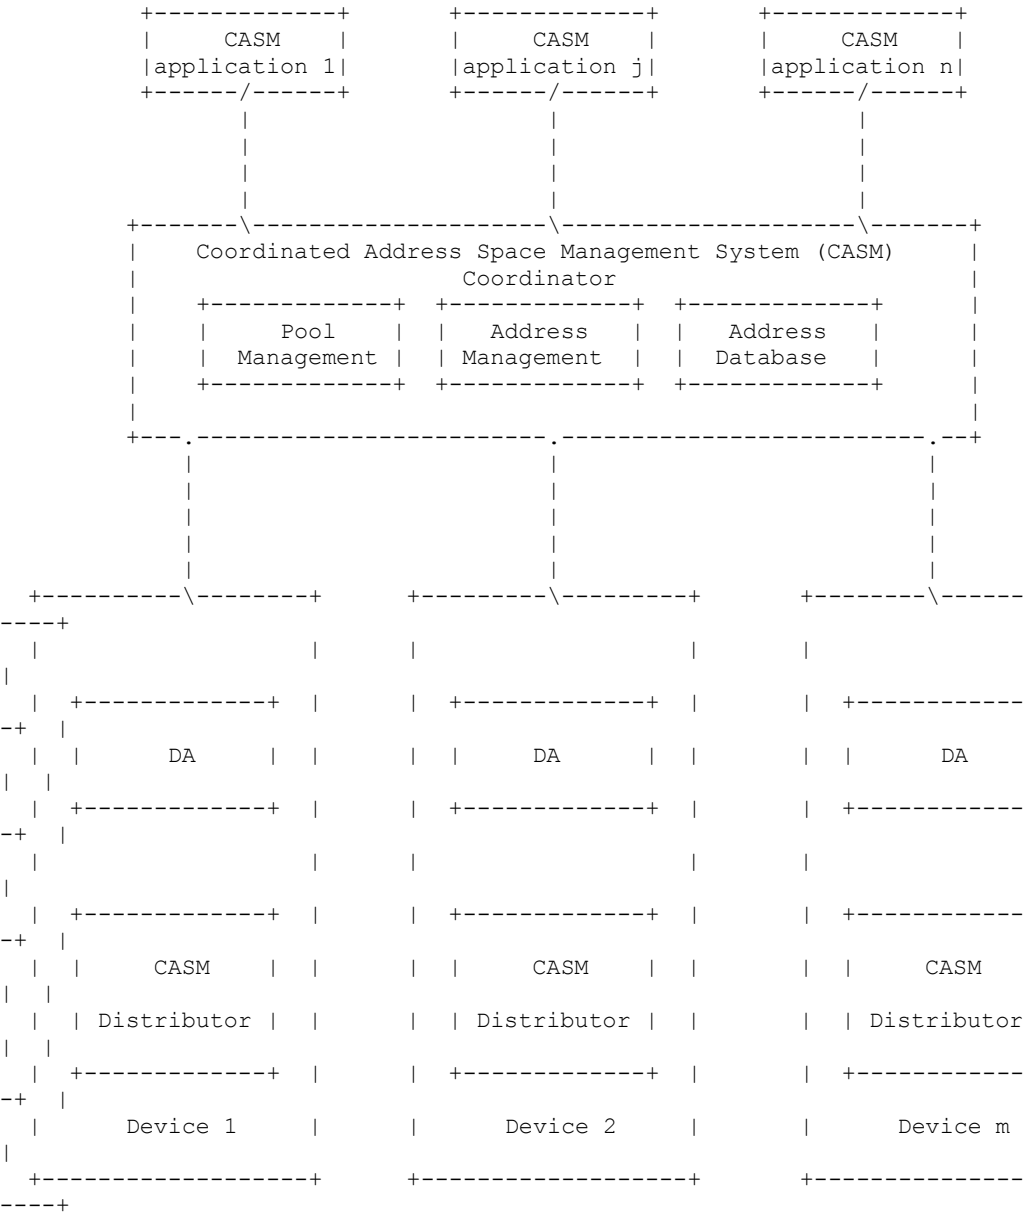 +-------------+ +-------------+ +-------------+
| CASM | | CASM | | CASM |
|application 1| |application j| |application n|
+------/------+ +------/------+ +------/------+
| | |
| | |
| | |
| | |
+-------\----------------------\----------------------\-------+
| Coordinated Address Space Management System (CASM) |
| Coordinator |
| +-------------+ +-------------+ +-------------+ |
| | Pool | | Address | | Address | |
| | Management | | Management | | Database | |
| +-------------+ +-------------+ +-------------+ |
| |
+---.-------------------------.--------------------------.--+
| | |
| | |
| | |
| | |
| | |
+----------\--------+ +---------\---------+ +--------\------
----+
| | | | |
|
| +-------------+ | | +-------------+ | | +------------
-+ |
| | DA | | | | DA | | | | DA
| |
| +-------------+ | | +-------------+ | | +------------
-+ |
| | | | |
|
| +-------------+ | | +-------------+ | | +------------
-+ |
| | CASM | | | | CASM | | | | CASM
| |
| | Distributor | | | | Distributor | | | | Distributor
| |
| +-------------+ | | +-------------+ | | +------------
-+ |
| Device 1 | | Device 2 | | Device m
|
+-------------------+ +-------------------+ +---------------
----+